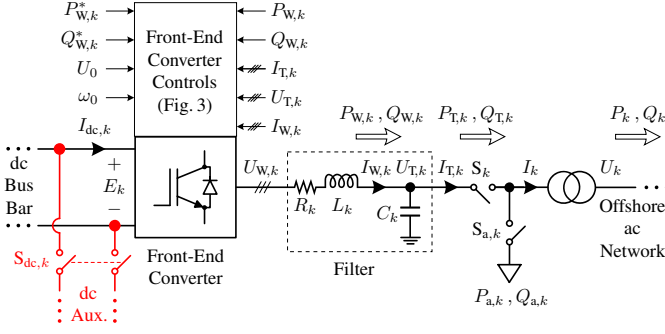 P*W,k
Q*W,k
U0
ω0
Front-End
Converter
Controls
(Fig. 3)
PW,k
QW,k
IT,k
UT,k
IW,k
Idc,k
dc
Bus
Bar
+
Ek
−
UW,k
PW,k , QW,k
PT,k , QT,k
Pk , Qk
Rk
Lk
IW,k
UT,k
Ck
IT,k
Sk
Ik
Uk
Sa,k
Pa,k , Qa,k
Offshore
ac
Network
Front-End
Converter
Filter
Sdc,k
dc
Aux.